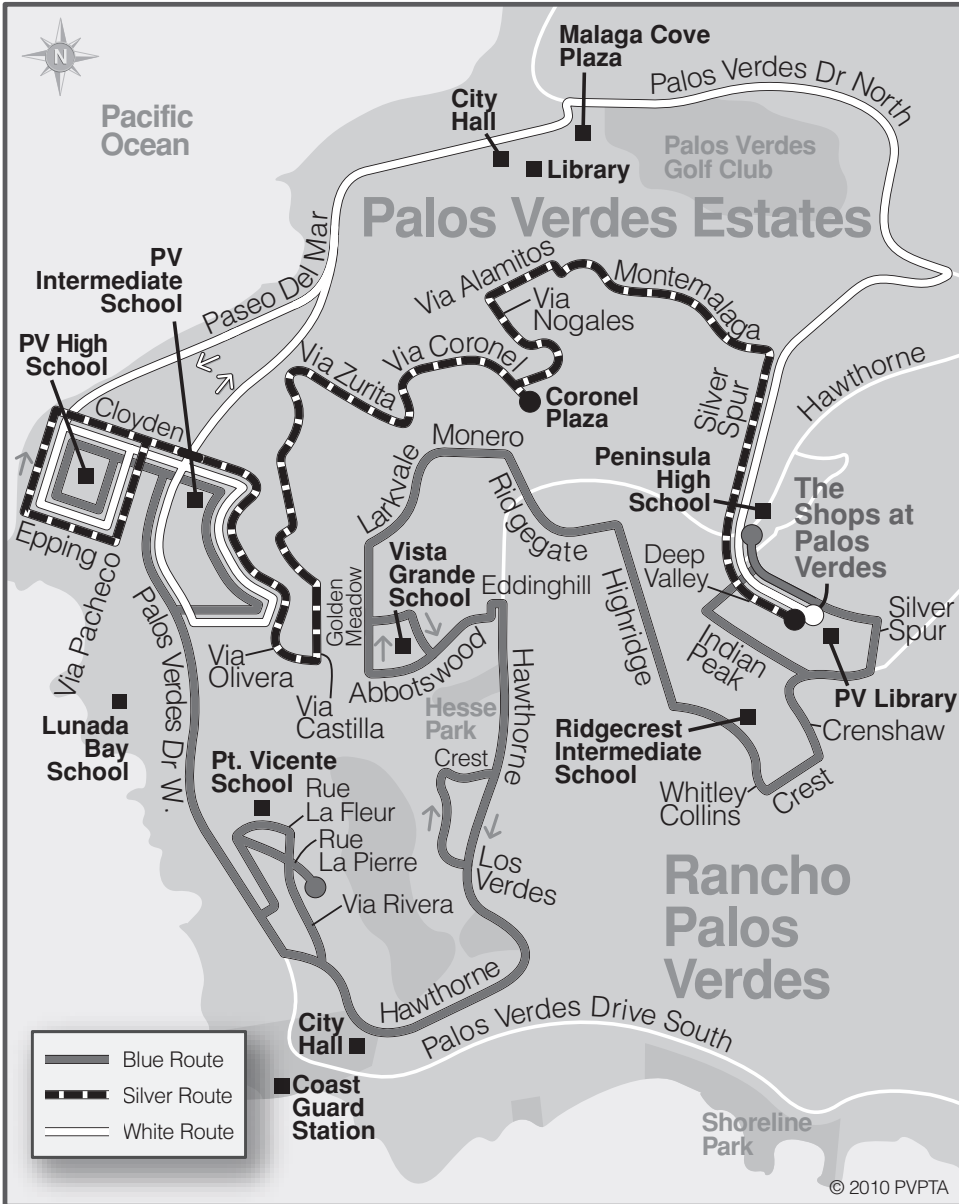 N
Pacific
Ocean
Malaga Cove
Plaza
Palos Verdes Dr North
City
Hall
Library
Palos Verdes
Golf Club
Palos Verdes Estates
PV
Intermediate
School
Paseo Del Mar
Via Alamitos
Montemalaga
Via
Nogales
PV High
School
Via Zurita
Via Coronel
Silver
Spur
Hawthorne
Cloyden
Coronel
Plaza
Monero
Peninsula
High
School
The
Shops at
Palos
Verdes
Larkvale
Ridgegate
Epping
Vista
Grande
School
Eddinghill
Deep
Valley
Golden
Meadow
Highridge
Silver
Spur
Via Pacheco
Palos Verdes Dr W.
Via
Olivera
Abbotswood
Indian
Peak
Via
Castilla
Hesse
Park
Hawthorne
PV Library
Lunada
Bay
School
Crest
Ridgecrest
Intermediate
School
Crenshaw
Pt. Vicente
School
Rue
La Fleur
Whitley
Collins
Crest
Rue
La Pierre
Los
Verdes
Via Rivera
Rancho
Palos
Verdes
Hawthorne
City
Hall
Palos Verdes Drive South
Blue Route
Silver Route
White Route
Coast
Guard
Station
Shoreline
Park
© 2010 PVPTA